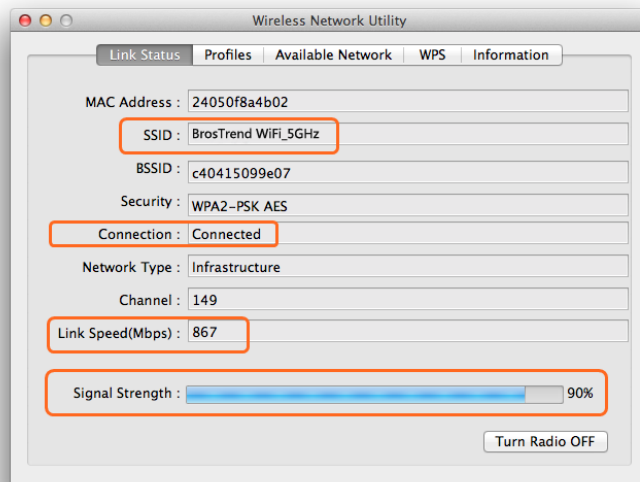 Wireless Network Utility
Link Status Profiles Available Network WPS Information
MAC Address : 24050f8a4b02
SSID : BrosTrend WiFi_5GHz
BSSID : c40415099e07
Security : WPA2-PSK AES
Connection : Connected
Network Type : Infrastructure
Channel : 149
Link Speed(Mbps) : 867
Signal Strength : 90%
Turn Radio OFF